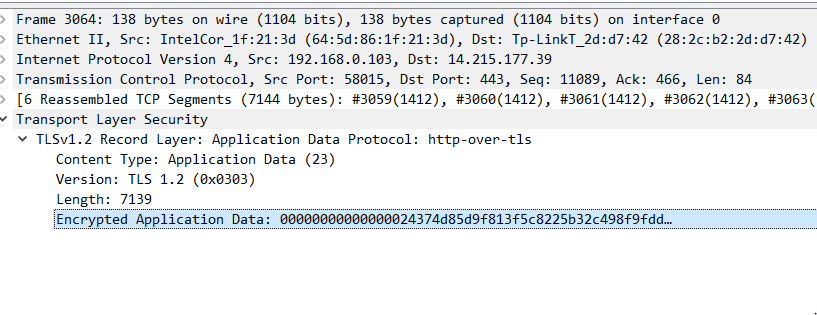 Frame 3064: 138 bytes on wire (1104 bits), 138 bytes captured (1104 bits) on interface 0
Ethernet II, Src: IntelCor_1f:21:3d (64:5d:86:1f:21:3d), Dst: Tp-LinkT_2d:d7:42 (28:2c:b2:2d:d7:42)
Internet Protocol Version 4, Src: 192.168.0.103, Dst: 14.215.177.39
Transmission Control Protocol, Src Port: 58015, Dst Port: 443, Seq: 11089, Ack: 466, Len: 84
[6 Reassembled TCP Segments (7144 bytes): #3059(1412), #3060(1412), #3061(1412), #3062(1412), #3063(
Transport Layer Security
TLSv1.2 Record Layer: Application Data Protocol: http-over-tls
Content Type: Application Data (23)
Version: TLS 1.2 (0x0303)
Length: 7139
Encrypted Application Data: 00000000000000024374d85d9f813f5c8225b32c498f9fdd…